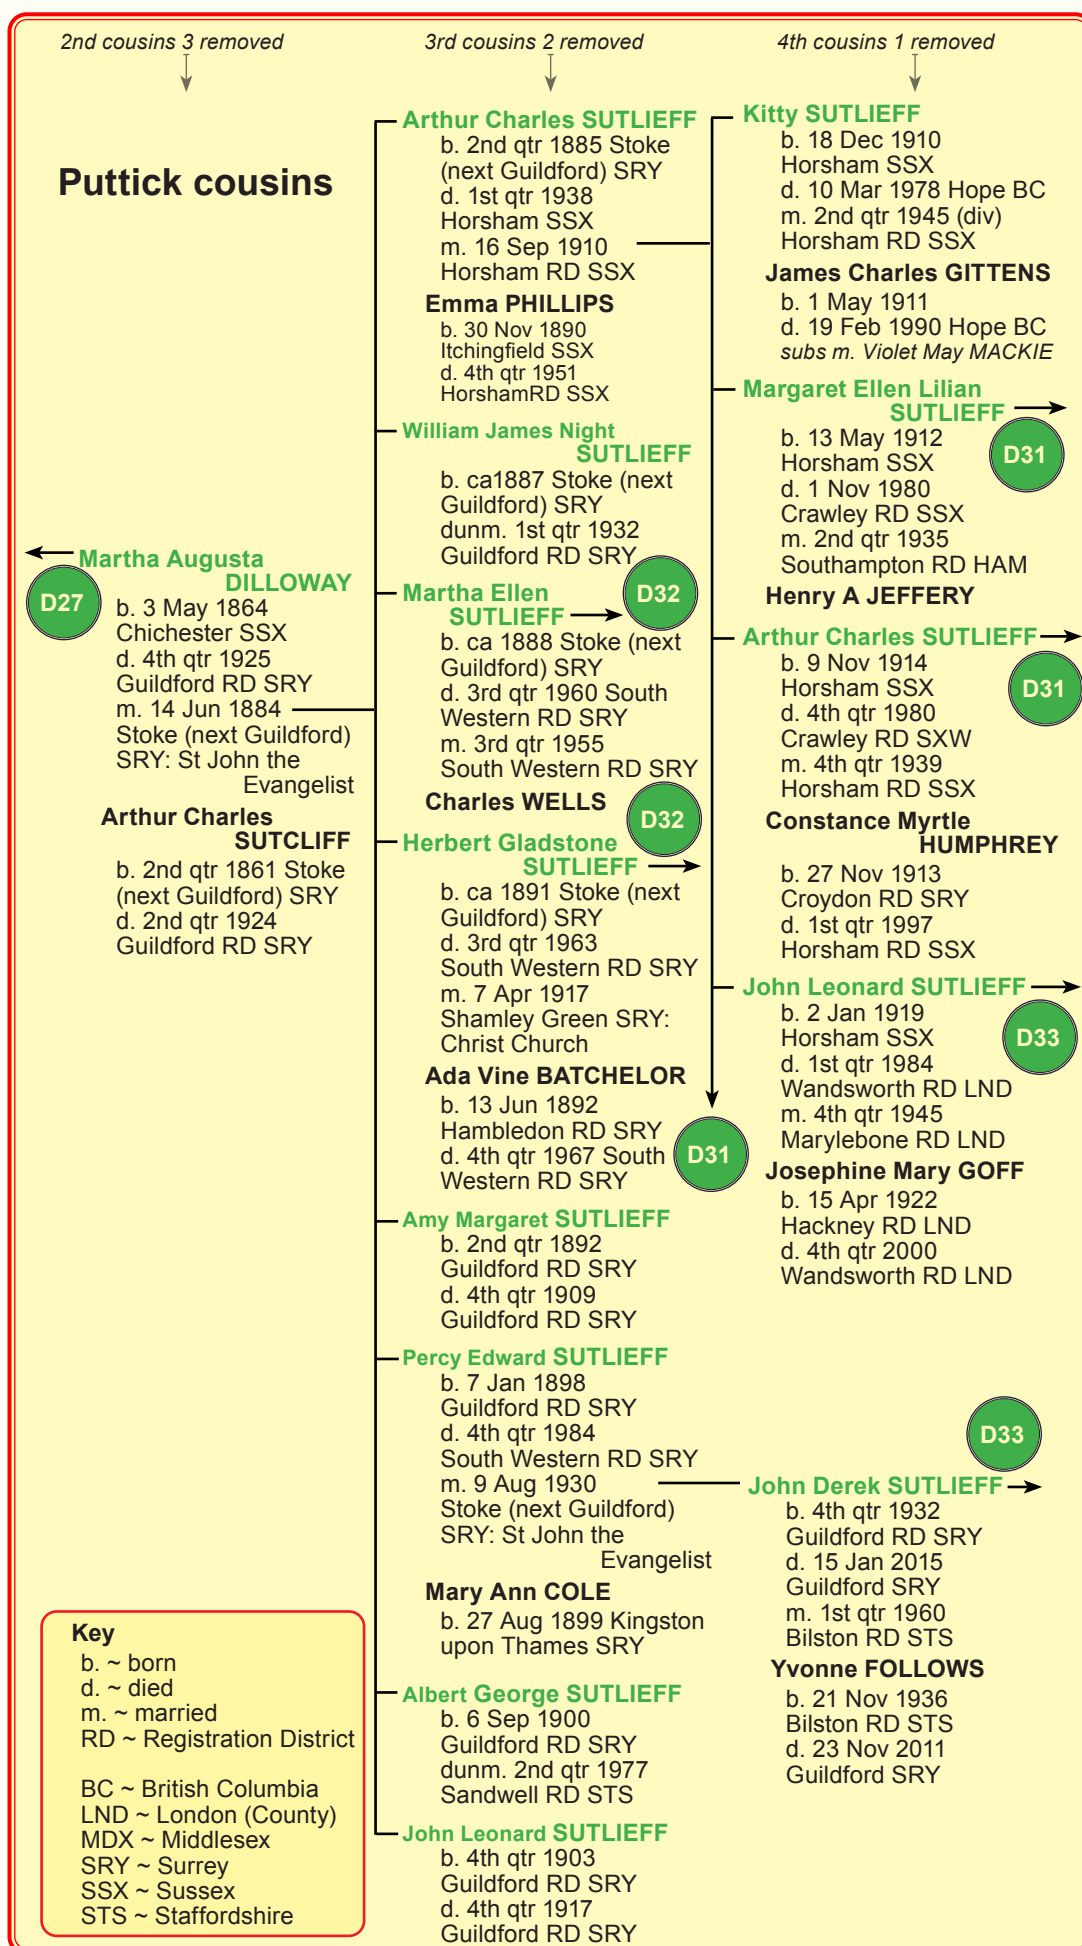 2nd cousins 3 removed
3rd cousins 2 removed
4th cousins 1 removed
Puttick cousins
Martha Augusta
DILLOWAY
D27
b. 3 May 1864
Chichester SSX
d. 4th qtr 1925
Guildford RD SRY
m. 14 Jun 1884
Stoke (next Guildford)
SRY: St John the
Evangelist
Arthur Charles
SUTCLIFF
b. 2nd qtr 1861 Stoke
(next Guildford) SRY
d. 2nd qtr 1924
Guildford RD SRY
Arthur Charles SUTLIEFF
b. 2nd qtr 1885 Stoke
(next Guildford) SRY
d. 1st qtr 1938
Horsham SSX
m. 16 Sep 1910
Horsham RD SSX
Emma PHILLIPS
b. 30 Nov 1890
Itchingfield SSX
d. 4th qtr 1951
HorshamRD SSX
William James Night
SUTLIEFF
b. ca1887 Stoke (next
Guildford) SRY
dunm. 1st qtr 1932
Guildford RD SRY
Martha Ellen
SUTLIEFF
D32
b. ca 1888 Stoke (next
Guildford) SRY
d. 3rd qtr 1960 South
Western RD SRY
m. 3rd qtr 1955
South Western RD SRY
Charles WELLS
Herbert Gladstone
SUTLIEFF
D32
b. ca 1891 Stoke (next
Guildford) SRY
d. 3rd qtr 1963
South Western RD SRY
m. 7 Apr 1917
Shamley Green SRY:
Christ Church
Ada Vine BATCHELOR
b. 13 Jun 1892
Hambledon RD SRY
d. 4th qtr 1967 South
Western RD SRY
D31
Amy Margaret SUTLIEFF
b. 2nd qtr 1892
Guildford RD SRY
d. 4th qtr 1909
Guildford RD SRY
Percy Edward SUTLIEFF
b. 7 Jan 1898
Guildford RD SRY
d. 4th qtr 1984
South Western RD SRY
m. 9 Aug 1930
Stoke (next Guildford)
SRY: St John the
Evangelist
Mary Ann COLE
b. 27 Aug 1899 Kingston
upon Thames SRY
Albert George SUTLIEFF
b. 6 Sep 1900
Guildford RD SRY
dunm. 2nd qtr 1977
Sandwell RD STS
John Leonard SUTLIEFF
b. 4th qtr 1903
Guildford RD SRY
d. 4th qtr 1917
Guildford RD SRY
Kitty SUTLIEFF
b. 18 Dec 1910
Horsham SSX
d. 10 Mar 1978 Hope BC
m. 2nd qtr 1945 (div)
Horsham RD SSX
James Charles GITTENS
b. 1 May 1911
d. 19 Feb 1990 Hope BC
subs m. Violet May MACKIE
Margaret Ellen Lilian
SUTLIEFF
D31
b. 13 May 1912
Horsham SSX
d. 1 Nov 1980
Crawley RD SSX
m. 2nd qtr 1935
Southampton RD HAM
Henry A JEFFERY
Arthur Charles SUTLIEFF
D31
b. 9 Nov 1914
Horsham SSX
d. 4th qtr 1980
Crawley RD SXW
m. 4th qtr 1939
Horsham RD SSX
Constance Myrtle
HUMPHREY
b. 27 Nov 1913
Croydon RD SRY
d. 1st qtr 1997
Horsham RD SSX
John Leonard SUTLIEFF
D33
b. 2 Jan 1919
Horsham SSX
d. 1st qtr 1984
Wandsworth RD LND
m. 4th qtr 1945
Marylebone RD LND
Josephine Mary GOFF
b. 15 Apr 1922
Hackney RD LND
d. 4th qtr 2000
Wandsworth RD LND
D33
John Derek SUTLIEFF
b. 4th qtr 1932
Guildford RD SRY
d. 15 Jan 2015
Guildford SRY
m. 1st qtr 1960
Bilston RD STS
Yvonne FOLLOWS
b. 21 Nov 1936
Bilston RD STS
d. 23 Nov 2011
Guildford SRY
Key
b. ~ born
d. ~ died
m. ~ married
RD ~ Registration District
BC ~ British Columbia
LND ~ London (County)
MDX ~ Middlesex
SRY ~ Surrey
SSX ~ Sussex
STS ~ Staffordshire